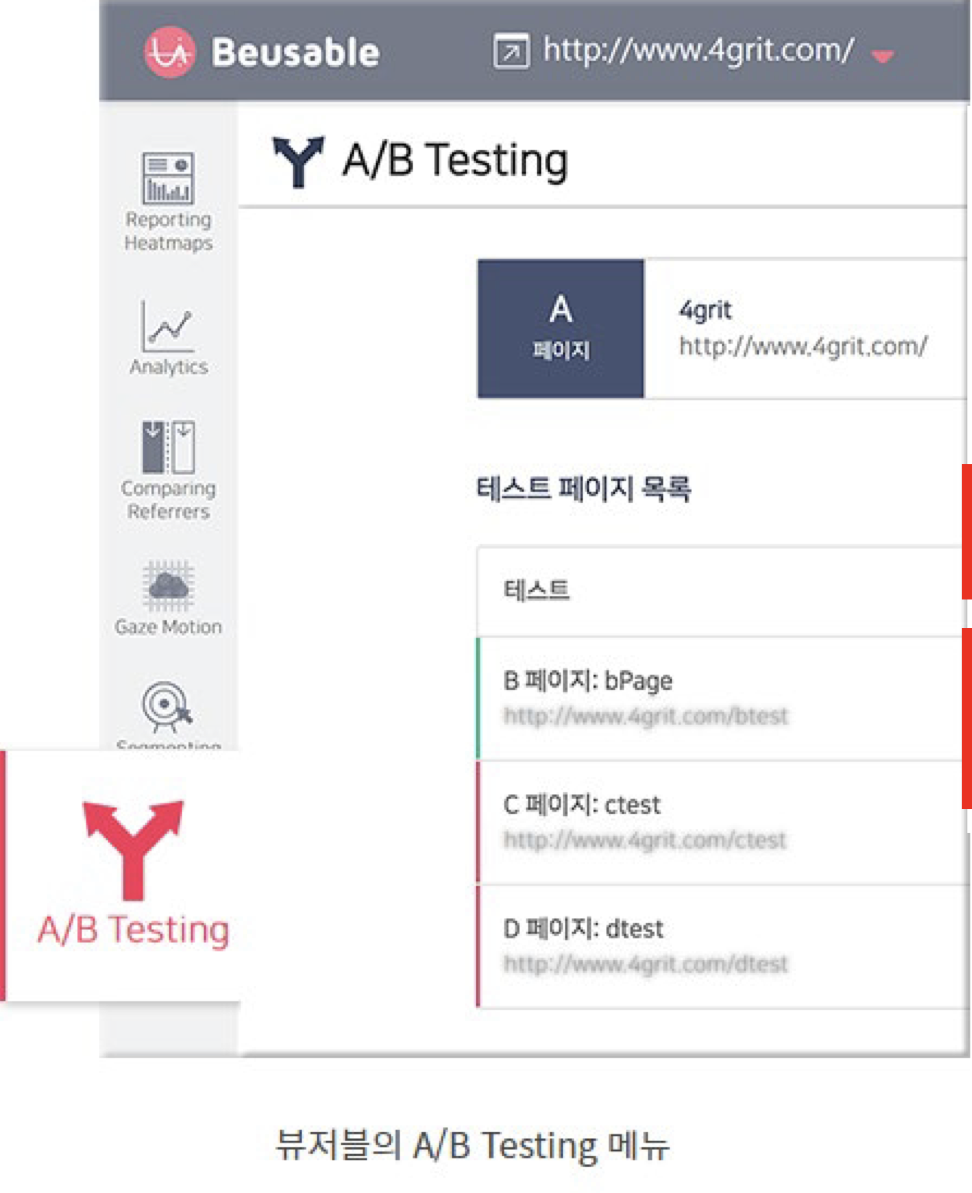 Beusable
http://www.4grit.com/
A/B Testing
Reporting
Heatmaps
Analytics
Comparing
Referrers
Gaze Motion
Segmenting
A/B Testing
A
페이지
4grit
http://www.4grit.com/
테스트 페이지 목록
테스트
B 페이지: bPage
http://www.4grit.com/btest
C 페이지: ctest
http://www.4grit.com/ctest
D 페이지: dtest
http://www.4grit.com/dtest
뷰저블의 A/B Testing 메뉴